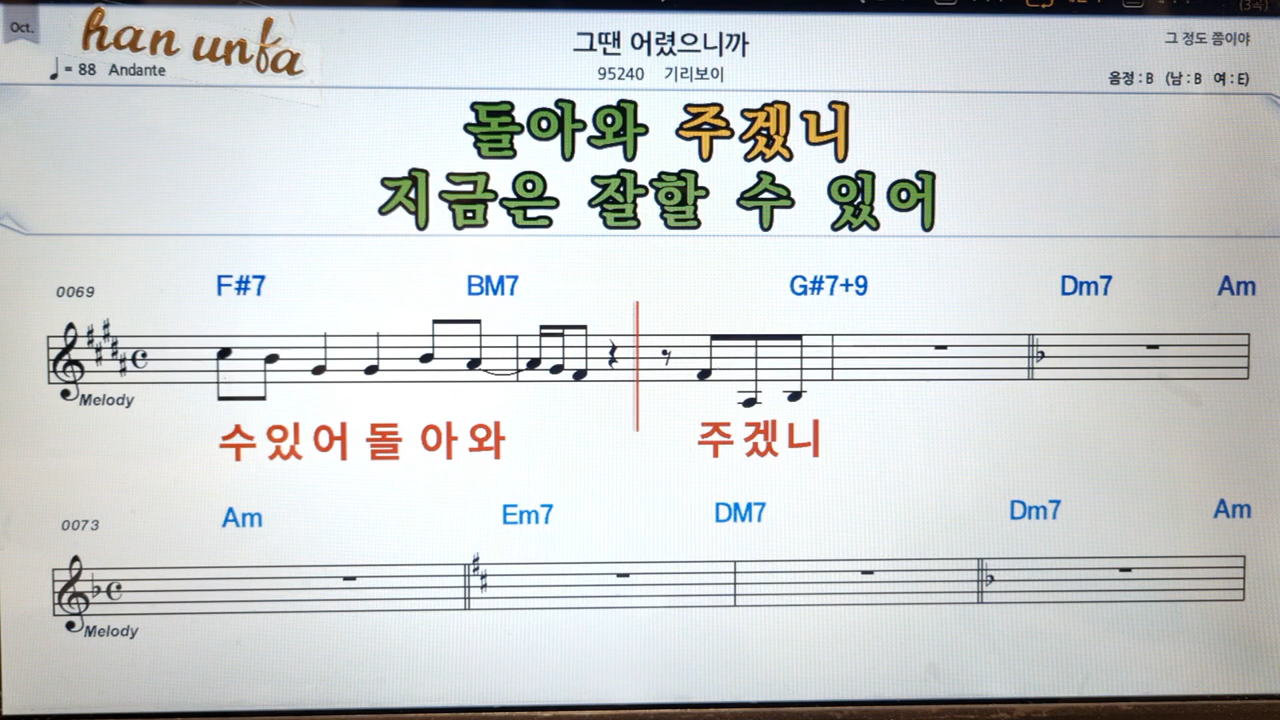 Oct.
han unfa
♩= 88 Andante
그땐 어렸으니까
95240 기리보이
그 정도 쯤이야
음정 : B (남 : B 여 : E)
돌아와 주겠니
지금은 잘할 수 있어
0069 F#7 BM7 G#7+9 Dm7 Am
Melody
수 있 어 돌 아 와 주 겠 니
0073 Am Em7 DM7 Dm7 Am
Melody